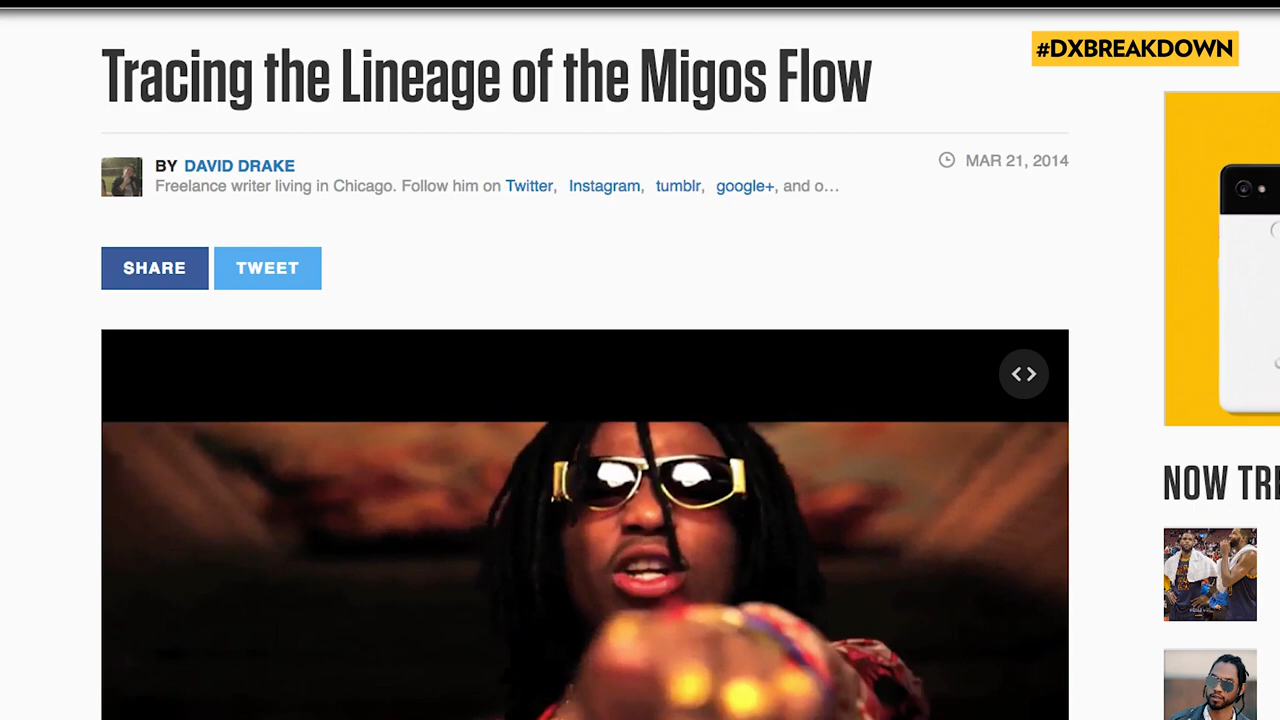 #DXBREAKDOWN
Tracing the Lineage of the Migos Flow
BY DAVID DRAKE
MAR 21, 2014
Freelance writer living in Chicago. Follow him on Twitter, Instagram, tumblr, google+, and o…
SHARE TWEET
NOW TRE